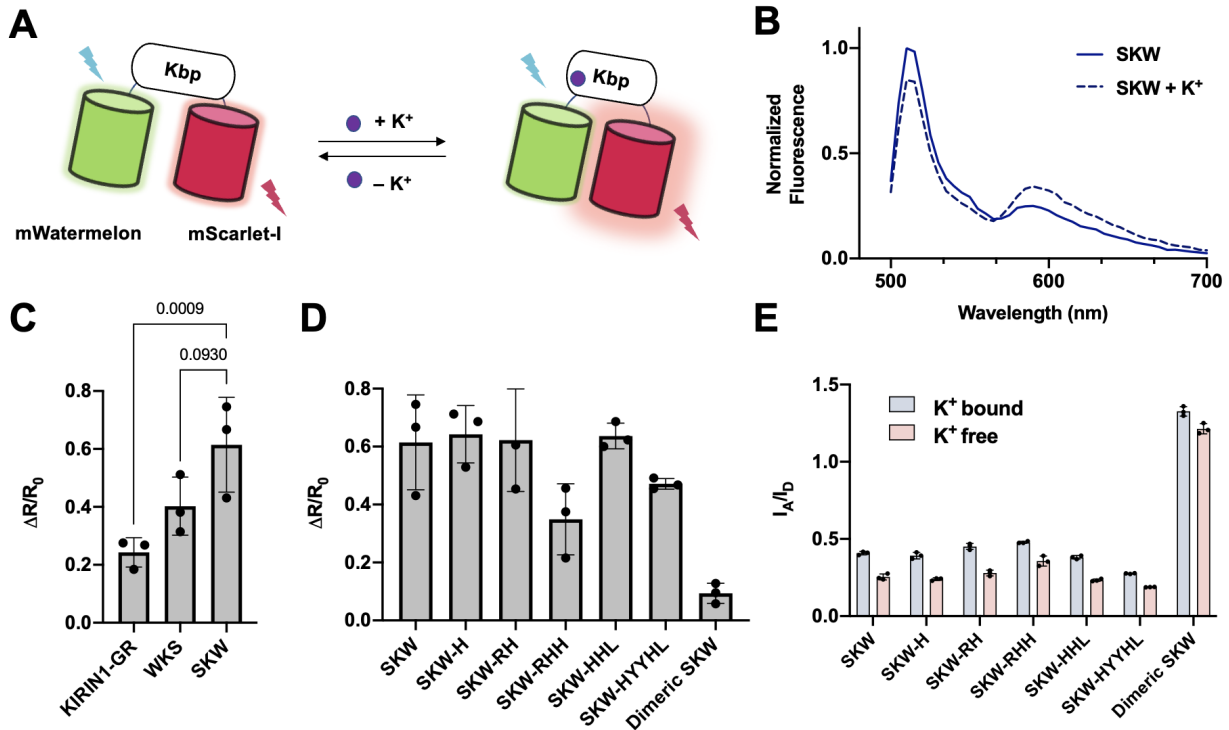 A
Kbp
+ K⁺
– K⁺
Kbp
mWatermelon
mScarlet-I
B
1.0
0.5
0.0
Normalized
Fluorescence
SKW
SKW + K⁺
500
600
700
Wavelength (nm)
C
0.0009
0.0930
0.8
0.6
0.4
0.2
0.0
ΔR/R₀
KIRIN1-GR
WKS
SKW
D
0.8
0.6
0.4
0.2
0.0
ΔR/R₀
SKW
SKW-H
SKW-RH
SKW-RHH
SKW-HHL
SKW-HYYHL
Dimeric SKW
E
1.5
1.0
0.5
0.0
I_A/I_D
K⁺ bound
K⁺ free
SKW
SKW-H
SKW-RH
SKW-RHH
SKW-HHL
SKW-HYYHL
Dimeric SKW